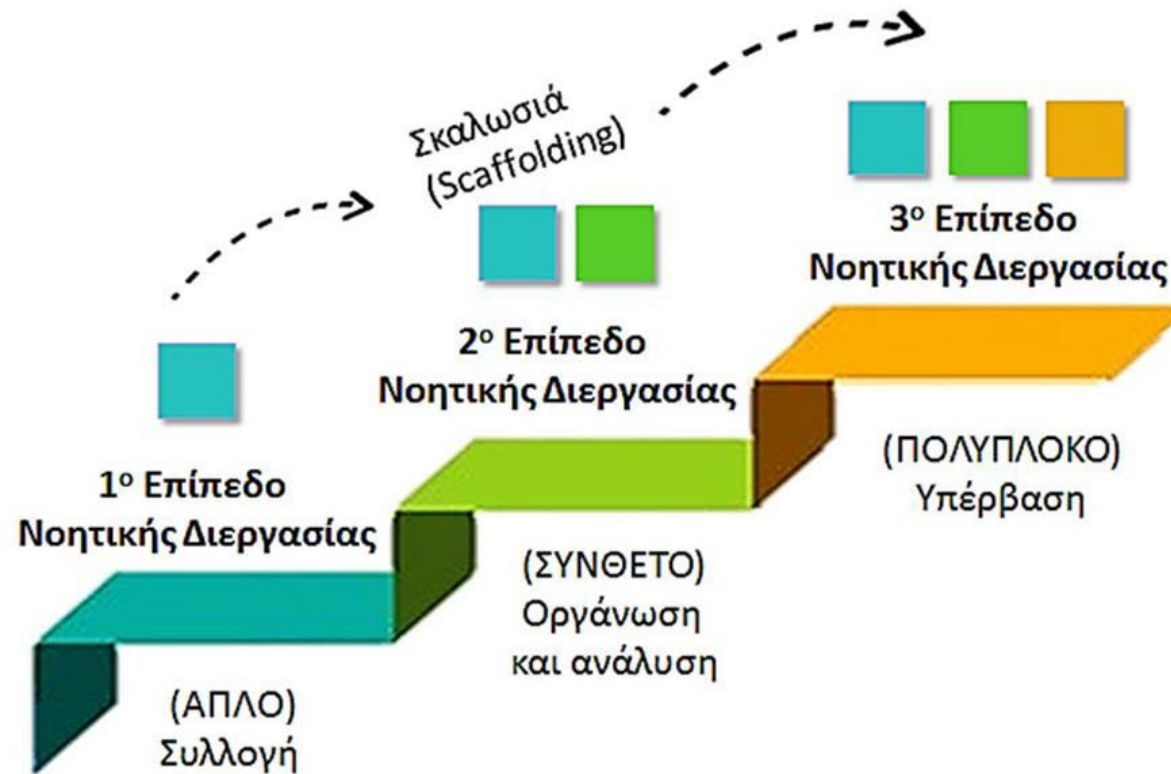 Σκαλωσιά
(Scaffolding)
1ο Επίπεδο
Νοητικής Διεργασίας
(ΑΠΛΟ)
Συλλογή
2ο Επίπεδο
Νοητικής Διεργασίας
(ΣΥΝΘΕΤΟ)
Οργάνωση
και ανάλυση
3ο Επίπεδο
Νοητικής Διεργασίας
(ΠΟΛΥΠΛΟΚΟ)
Υπέρβαση